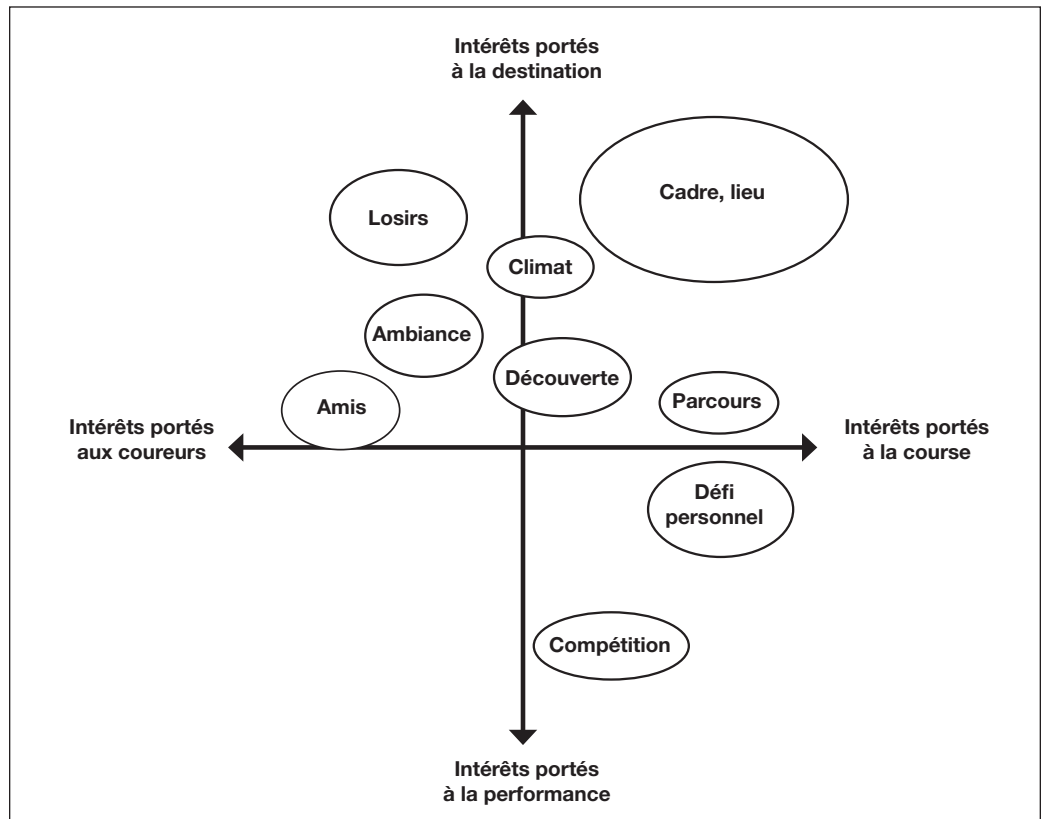 Intérêts portés
à la destination
Cadre, lieu
Losirs
Climat
Ambiance
Découverte
Parcours
Amis
Intérêts portés
aux coureurs
Intérêts portés
à la course
Défi
personnel
Compétition
Intérêts portés
à la performance